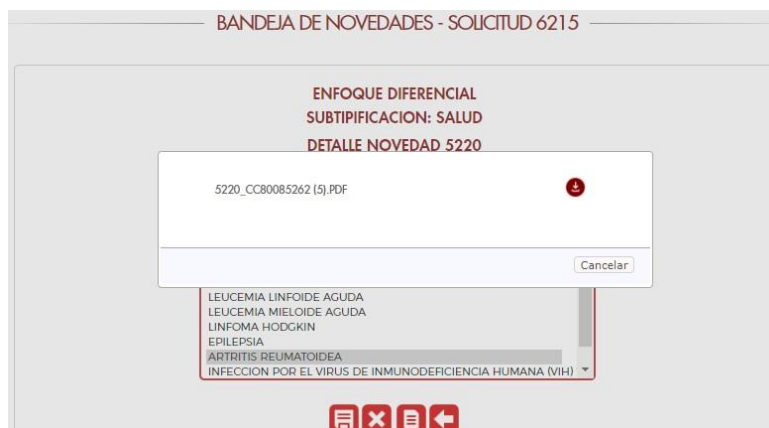 BANDEJA DE NOVEDADES - SOLICITUD 6215
ENFOQUE DIFERENCIAL
SUBTIPIFICACION: SALUD
DETALLE NOVEDAD 5220
5220_CC80085262 (5).PDF
Cancelar
LEUCEMIA LINFOIDE AGUDA
LEUCEMIA MIELOIDE AGUDA
LINFOMA HODGKIN
EPILEPSIA
ARTRITIS REUMATOIDEA
INFECCION POR EL VIRUS DE INMUNODEFICIENCIA HUMANA (VIH)